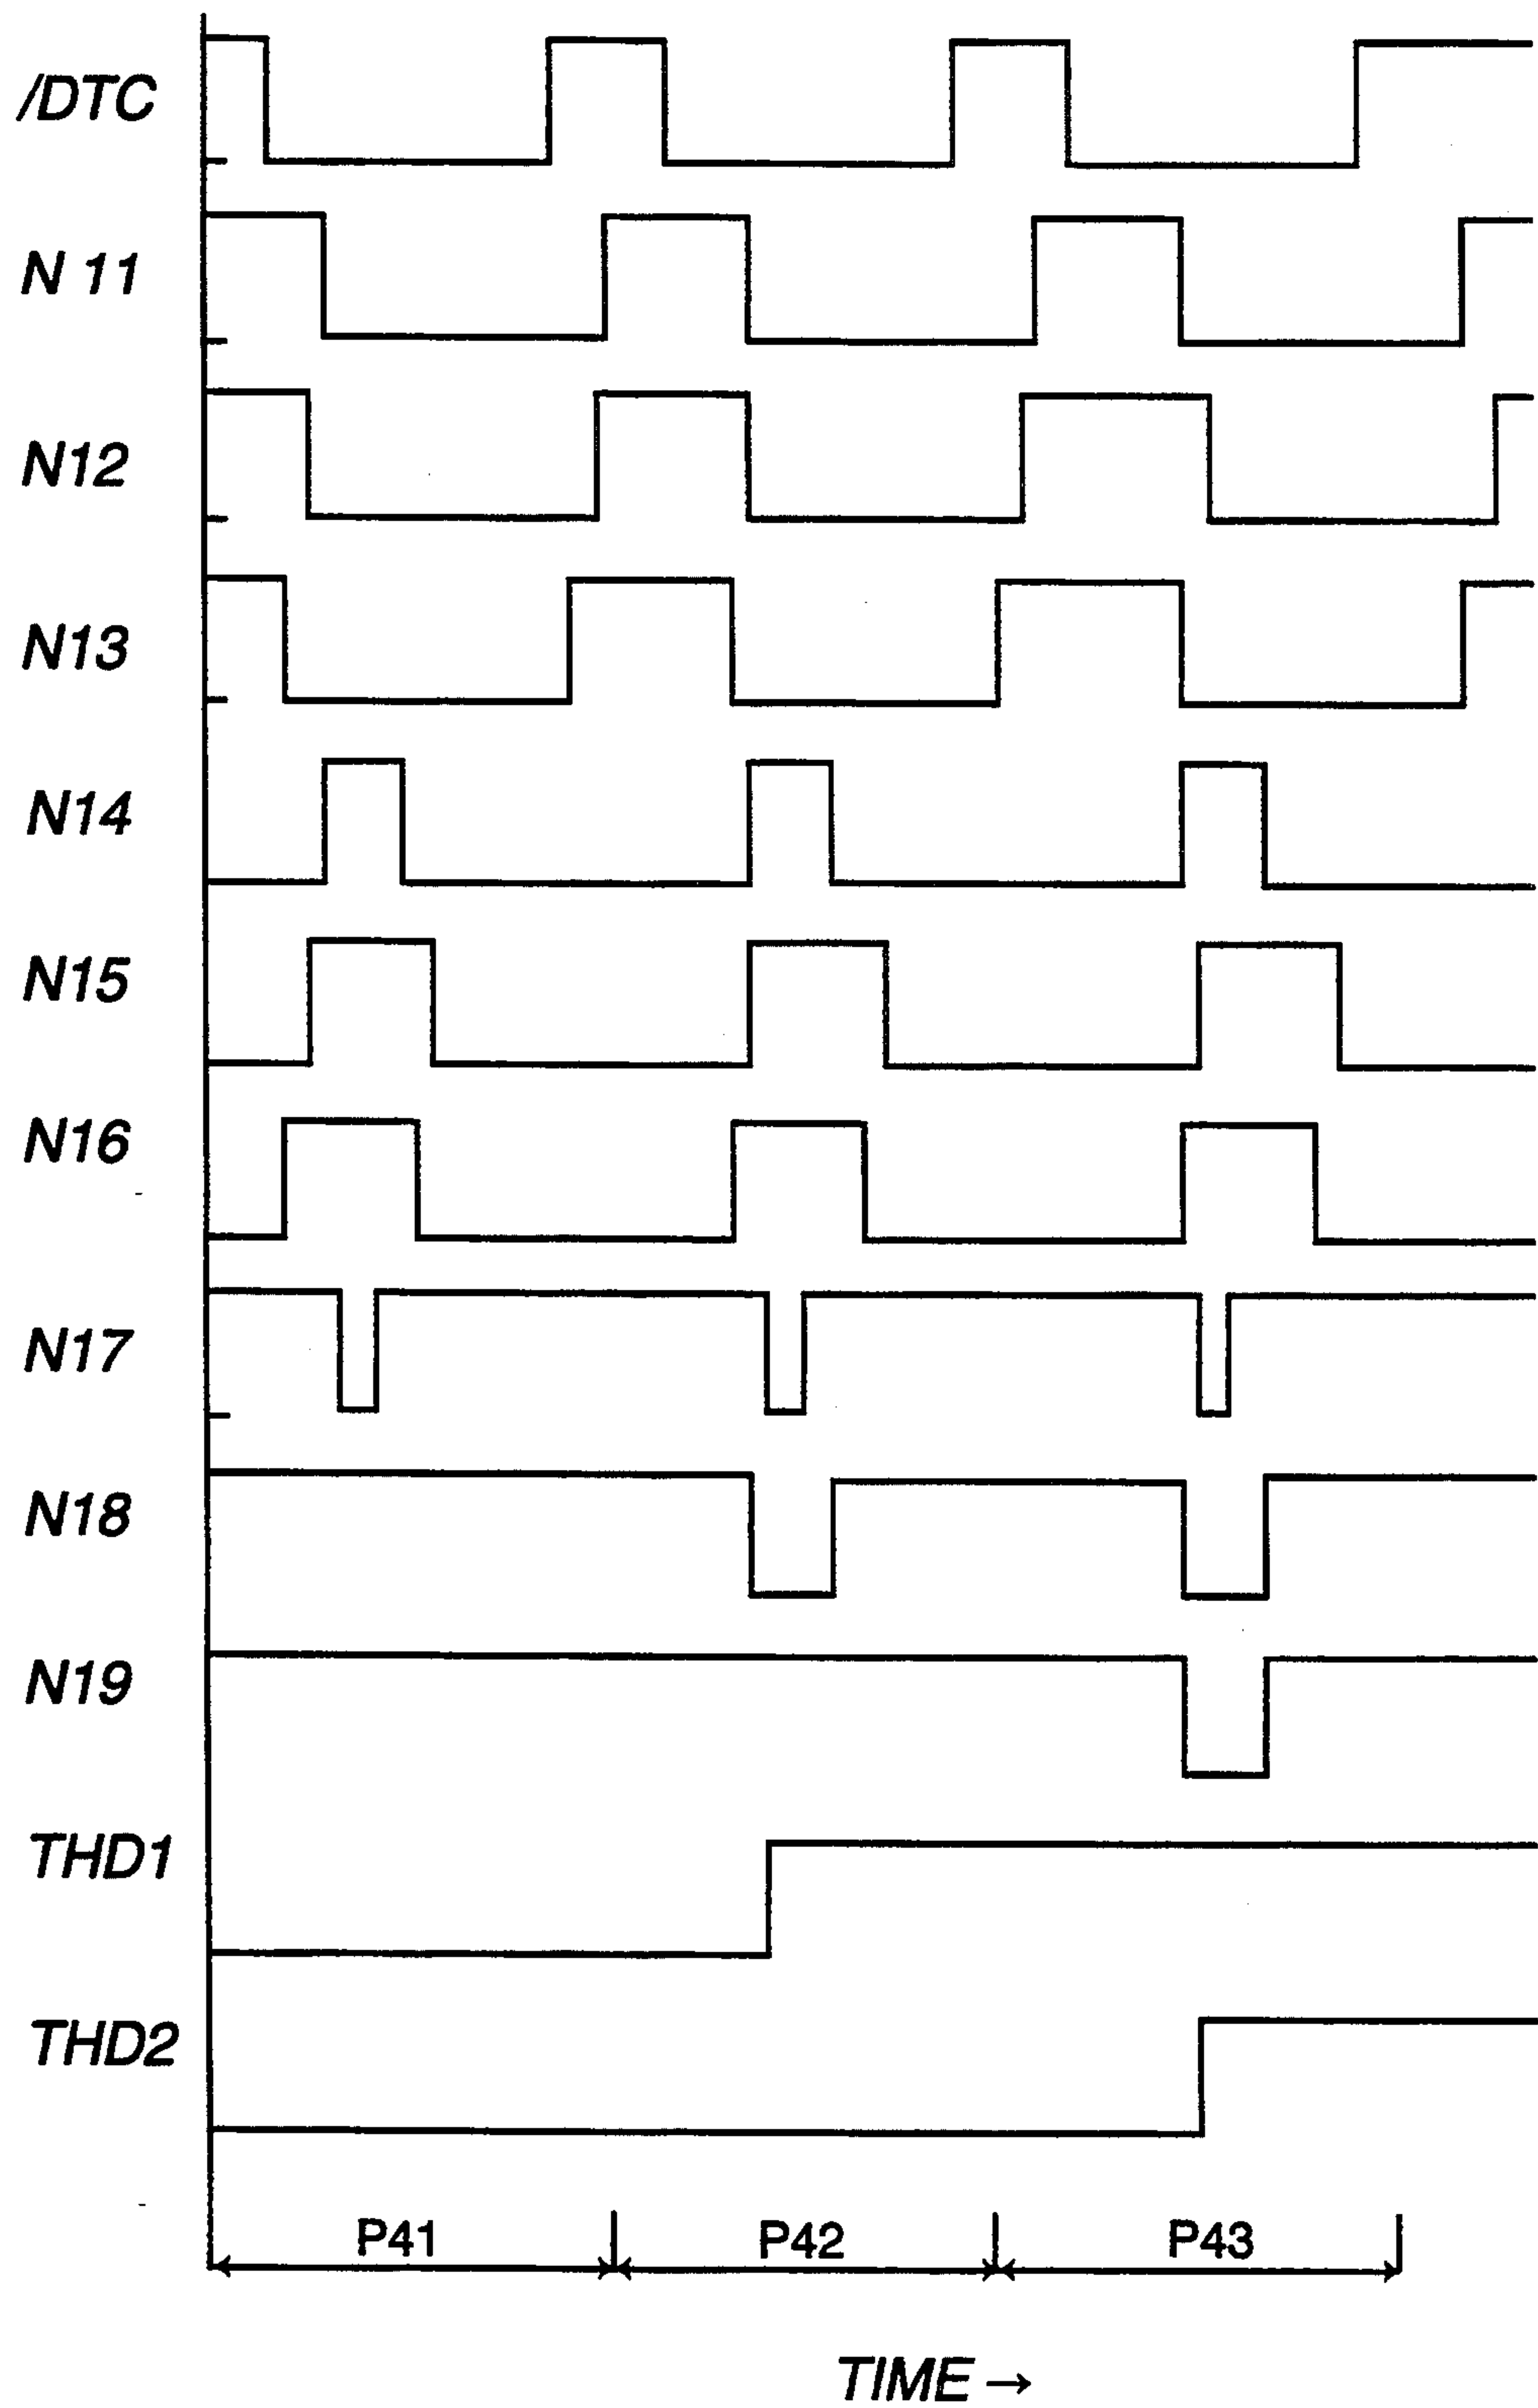 /DTC
N 11
N12
N13
N14
N15
N16
N17
N18
N19
THD1
THD2
P41 P42 P43
TIME →